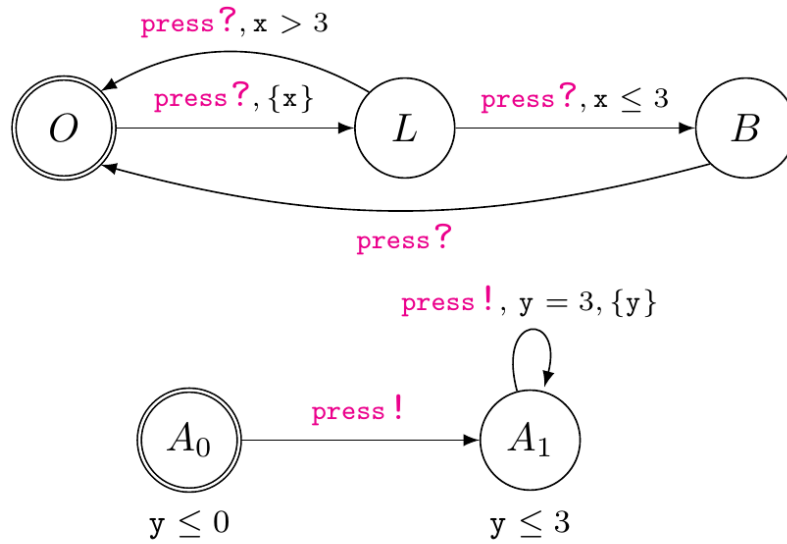 press?, x > 3
press?, {x}
press?, x ≤ 3
O
L
B
press?
press!, y = 3, {y}
press!
A₀
A₁
y ≤ 0
y ≤ 3